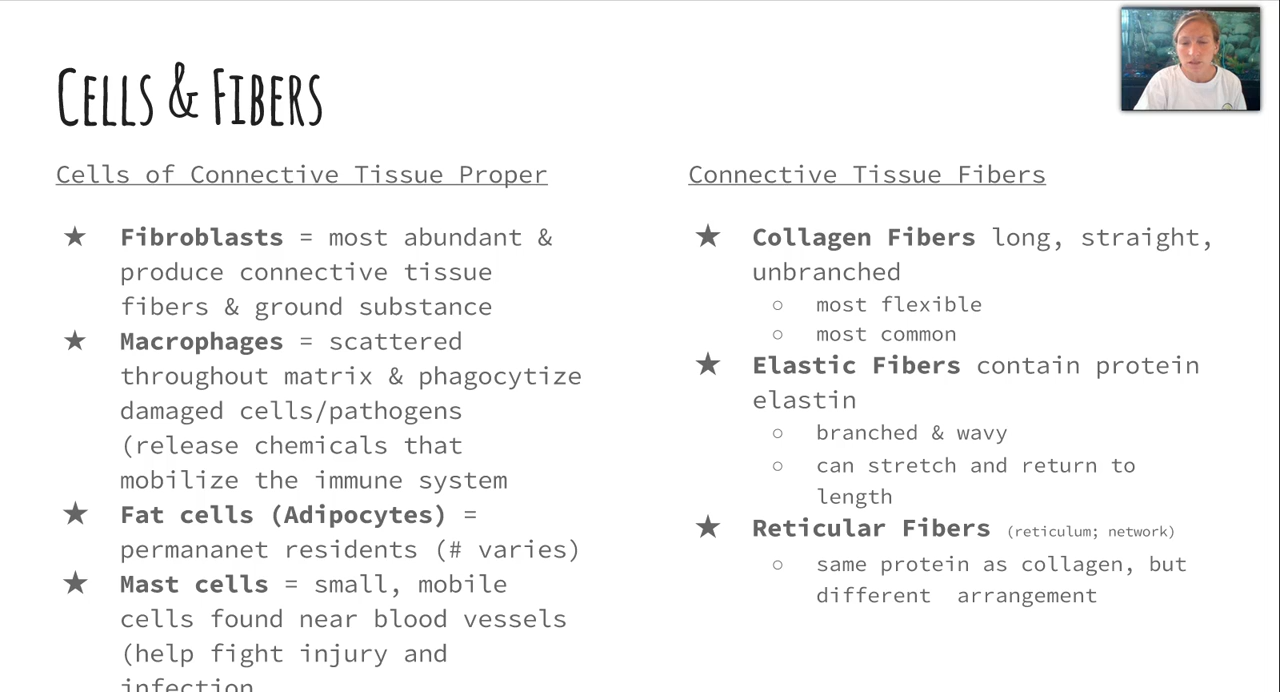 CELLS & FIBERS
Cells of Connective Tissue Proper
★ Fibroblasts = most abundant &
produce connective tissue
fibers & ground substance
★ Macrophages = scattered
throughout matrix & phagocytize
damaged cells/pathogens
(release chemicals that
mobilize the immune system
★ Fat cells (Adipocytes) =
permananet residents (# varies)
★ Mast cells = small, mobile
cells found near blood vessels
(help fight injury and
infection
Connective Tissue Fibers
★ Collagen Fibers long, straight,
unbranched
○ most flexible
○ most common
★ Elastic Fibers contain protein
elastin
○ branched & wavy
○ can stretch and return to
length
★ Reticular Fibers (reticulum; network)
○ same protein as collagen, but
different  arrangement